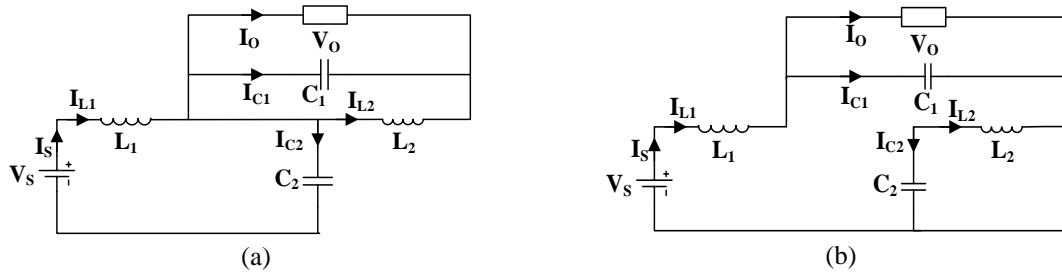 I_O
V_O
I_C1
C_1
I_L1
I_L2
L_1
I_C2
L_2
I_S
V_S
+
-
C_2
(a)
I_O
V_O
I_C1
C_1
I_L1
I_L2
L_1
I_C2
L_2
I_S
V_S
+
-
C_2
(b)